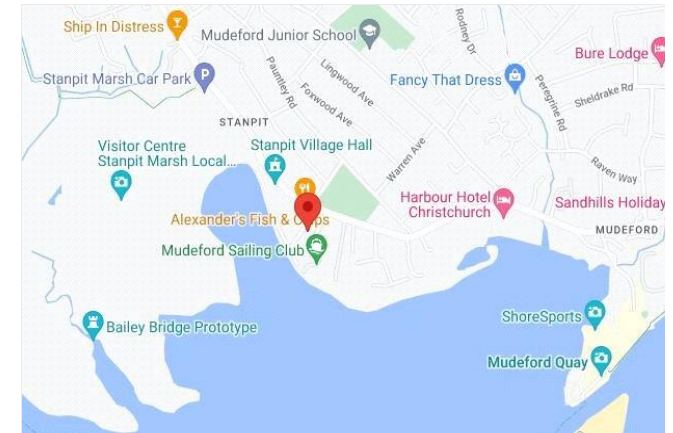 Ship In Distress
Mudeford Junior School
Rodney Dr
Bure Lodge
Stanpit Marsh Car Park
Pauntley Rd
Lingwood Ave
Foxwood Ave
Fancy That Dress
Peregrine Rd
Sheldrake Rd
STANPIT
Visitor Centre
Stanpit Marsh Local...
Stanpit Village Hall
Warren Ave
Raven Way
Harbour Hotel
Christchurch
Sandhills Holiday
Alexander's Fish &
MUDEFORD
Mudeford Sailing Club
Bailey Bridge Prototype
ShoreSports
Mudeford Quay
P